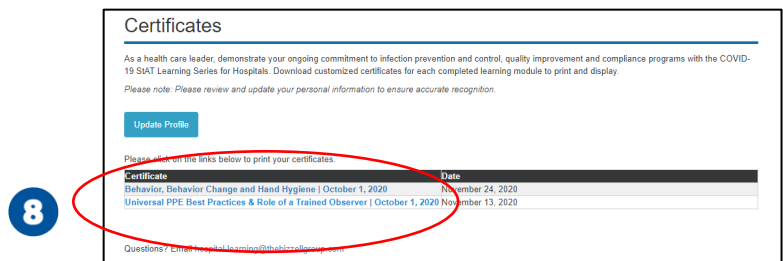 Certificates
As a health care leader, demonstrate your ongoing commitment to infection prevention and control, quality improvement and compliance programs with the COVID-
19 StAT Learning Series for Hospitals. Download customized certificates for each completed learning module to print and display.
Please note: Please review and update your personal information to ensure accurate recognition.
Update Profile
Please click on the links below to print your certificates.
Certificate Date
Behavior, Behavior Change and Hand Hygiene | October 1, 2020 November 24, 2020
Universal PPE Best Practices & Role of a Trained Observer | October 1, 2020 November 13, 2020
8
Questions? Email hospital-learning@thebizzellgroup.com